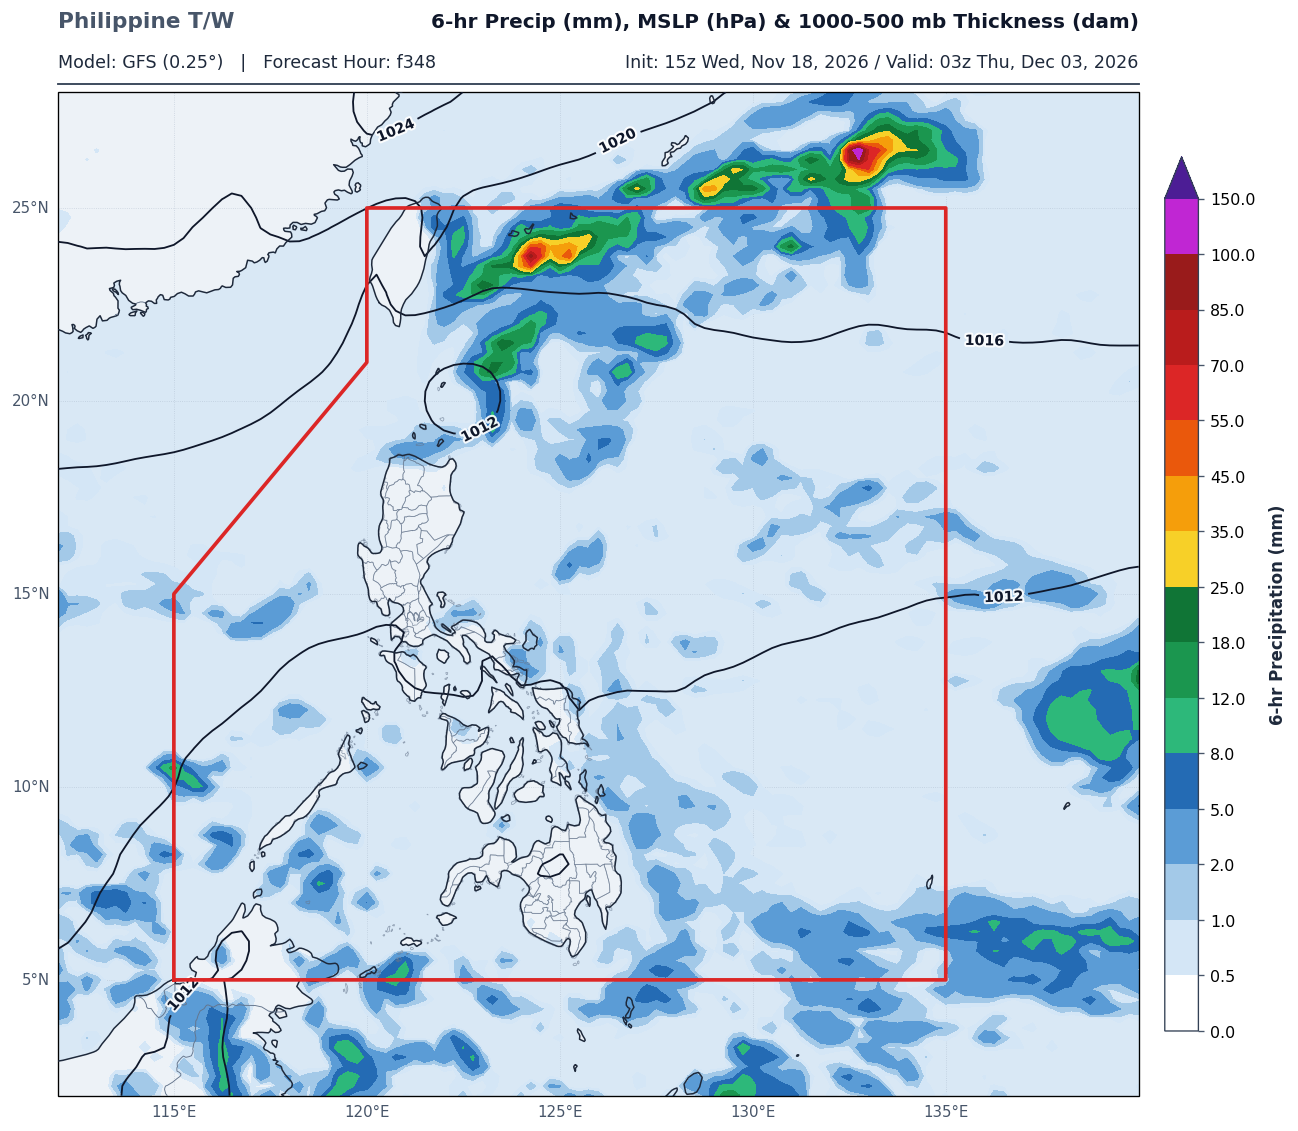 Philippine T/W
6-hr Precip (mm), MSLP (hPa) & 1000-500 mb Thickness (dam)
Model: GFS (0.25°) | Forecast Hour: f348
Init: 15z Wed, Nov 18, 2026 / Valid: 03z Thu, Dec 03, 2026
1024
1020
1016
1012
1012
1012
25°N
20°N
15°N
10°N
5°N
115°E
120°E
125°E
130°E
135°E
150.0
100.0
85.0
70.0
55.0
45.0
35.0
25.0
18.0
12.0
8.0
5.0
2.0
1.0
0.5
0.0
6-hr Precipitation (mm)